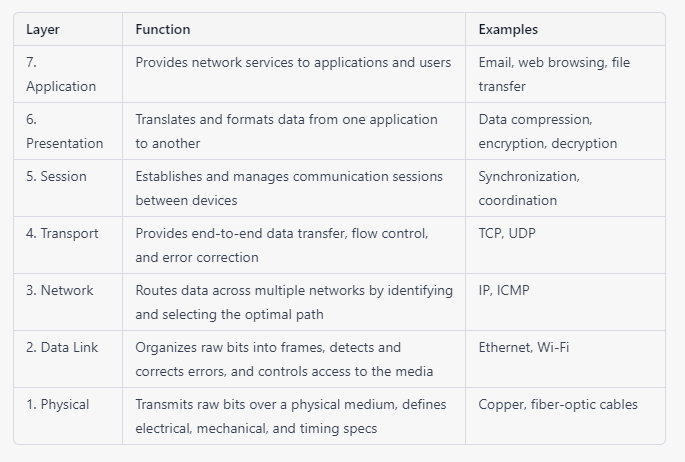 Layer Function Examples
7. Provides network services to applications and users Email, web browsing, file
Application transfer
6. Translates and formats data from one application Data compression,
Presentation to another encryption, decryption
5. Session Establishes and manages communication sessions Synchronization,
between devices coordination
4. Transport Provides end-to-end data transfer, flow control, TCP, UDP
and error correction
3. Network Routes data across multiple networks by identifying IP, ICMP
and selecting the optimal path
2. Data Link Organizes raw bits into frames, detects and Ethernet, Wi-Fi
corrects errors, and controls access to the media
1. Physical Transmits raw bits over a physical medium, defines Copper, fiber-optic cables
electrical, mechanical, and timing specs